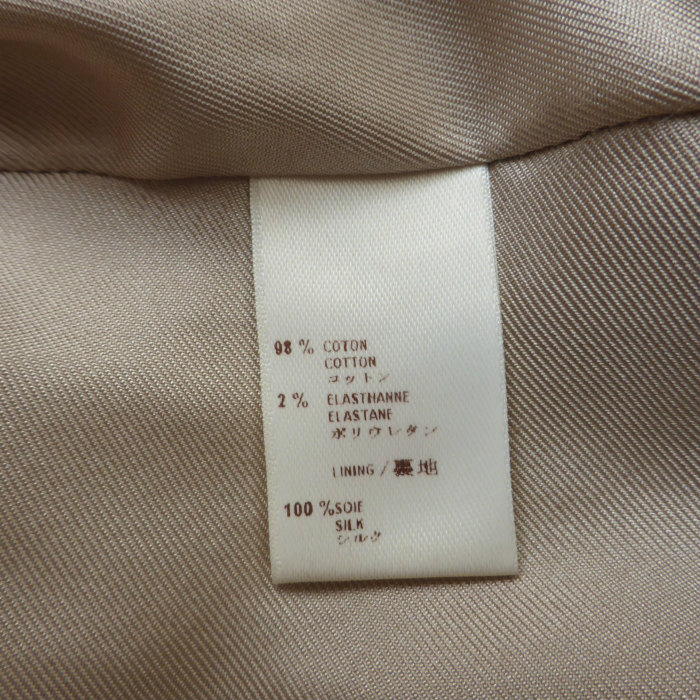 98 % COTON
COTTON
コットン
2 % ELASTHANNE
ELASTANE
ポリウレタン
LINING / 裏地
100 % SOIE
SILK
シルク